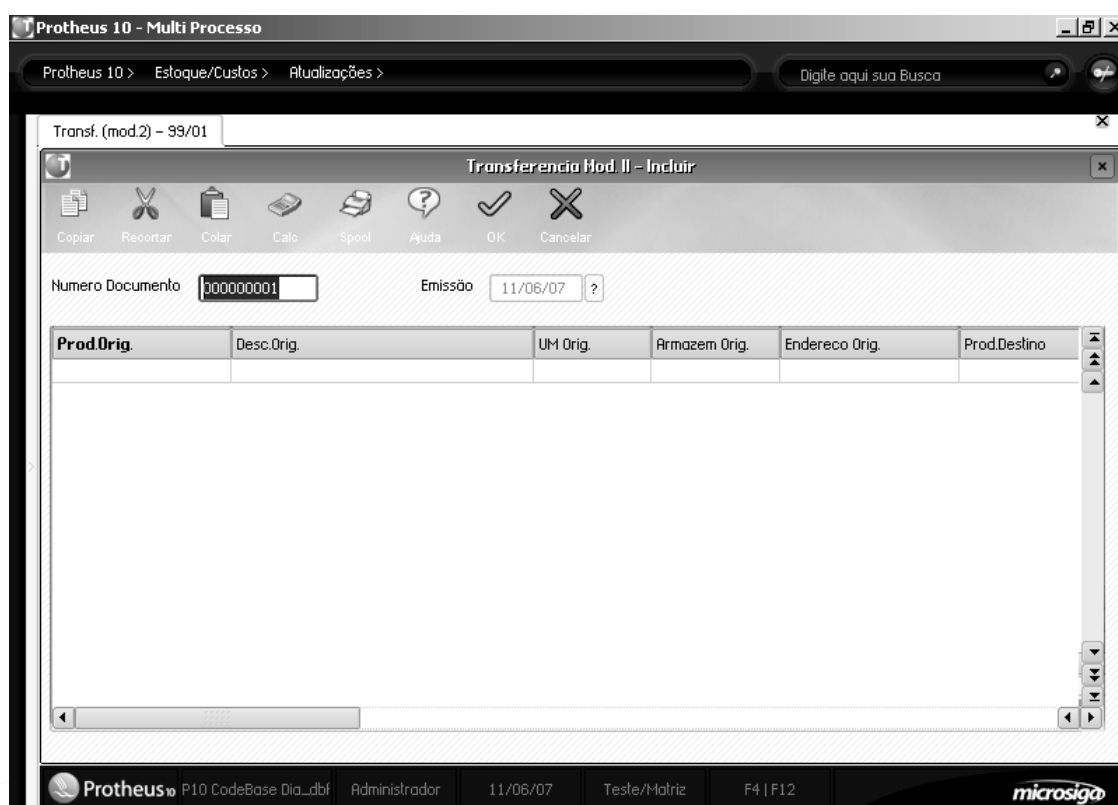 Protheus 10 - Multi Processo
Protheus 10 > Estoque/Custos > Atualizações > Digite aqui sua Busca
Transf. (mod.2) – 99/01
Transferencia Mod. II – Incluir
Copiar Recortar Colar Calc Spool Ajuda OK Cancelar
Numero Documento 000000001 Emissão 11/06/07 ?
Prod.Orig. Desc.Orig. UM Orig. Armazem Orig. Endereco Orig. Prod.Destino
Protheus 10 P10 CodeBase Dia_dbf Administrador 11/06/07 Teste/Matriz F4 | F12 microsiga